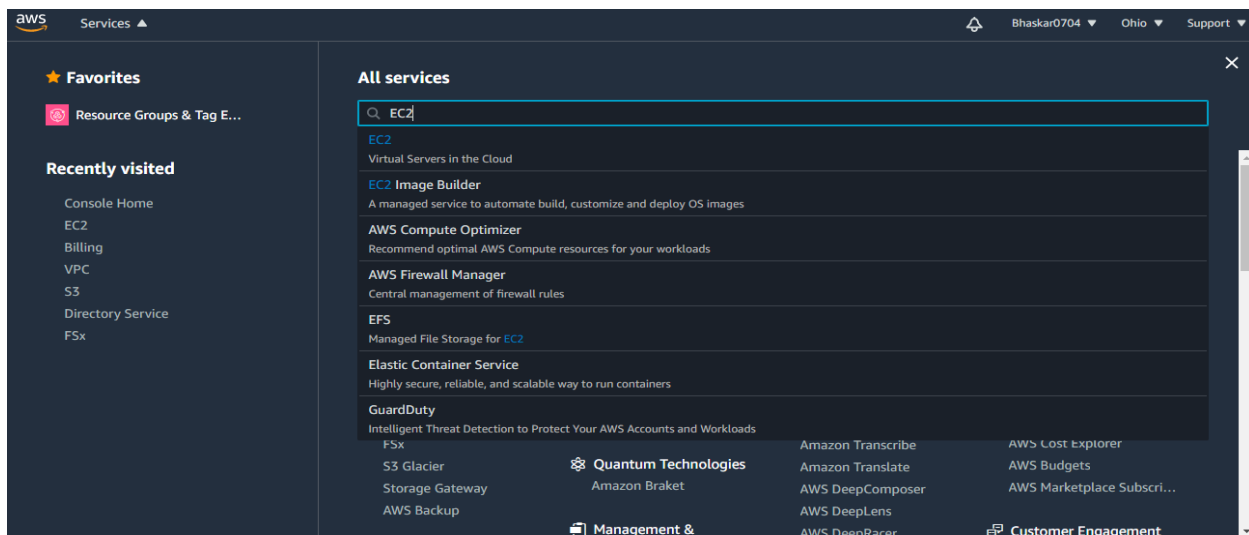 aws Services ▲ Bhaskar0704 ▼ Ohio ▼ Support ▼
Favorites
Resource Groups & Tag E...
Recently visited
Console Home
EC2
Billing
VPC
S3
Directory Service
FSx
All services
EC2
EC2
Virtual Servers in the Cloud
EC2 Image Builder
A managed service to automate build, customize and deploy OS images
AWS Compute Optimizer
Recommend optimal AWS Compute resources for your workloads
AWS Firewall Manager
Central management of firewall rules
EFS
Managed File Storage for EC2
Elastic Container Service
Highly secure, reliable, and scalable way to run containers
GuardDuty
Intelligent Threat Detection to Protect Your AWS Accounts and Workloads
FSx
S3 Glacier
Storage Gateway
AWS Backup
Quantum Technologies
Amazon Braket
Management &
Amazon Transcribe
Amazon Translate
AWS DeepComposer
AWS DeepLens
AWS DeepRacer
AWS Cost Explorer
AWS Budgets
AWS Marketplace Subscri...
Customer Engagement